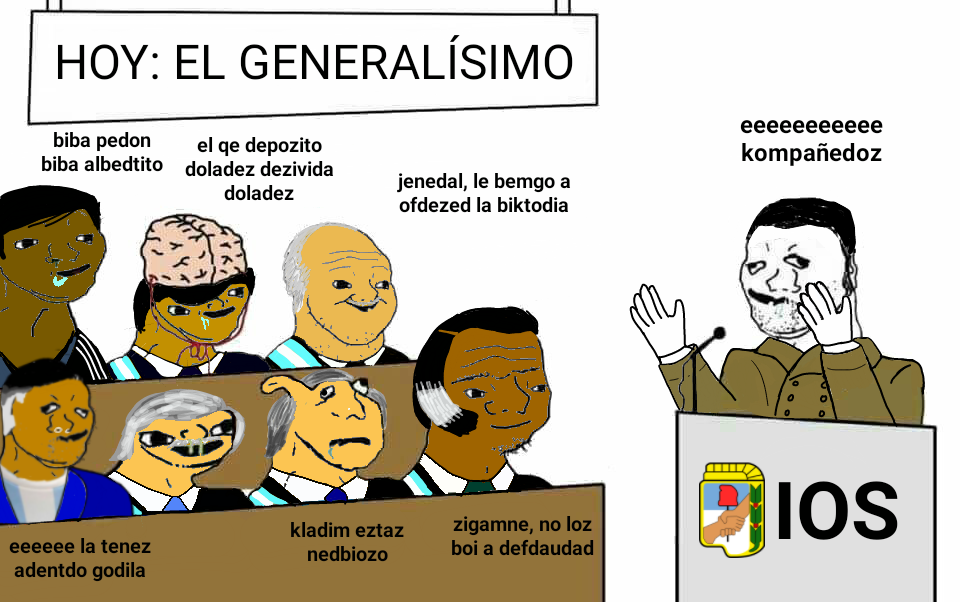 HOY: EL GENERALÍSIMO
biba pedon
biba albedtito
el qe depozito
doladez dezivida
doladez
jenedal, le bemgo a
ofdezed la biktodia
eeeeeeeeeee
kompañedoz
IOS
eeeeee la tenez
adentdo godila
kladim eztaz
nedbiozo
zigamne, no loz
boi a defdaudad